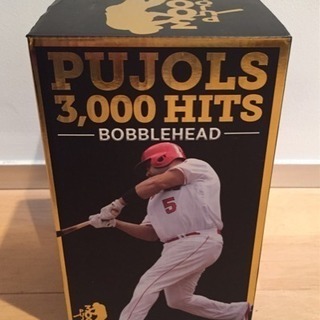 PUJOLS
3,000 HITS
BOBBLEHEAD
5